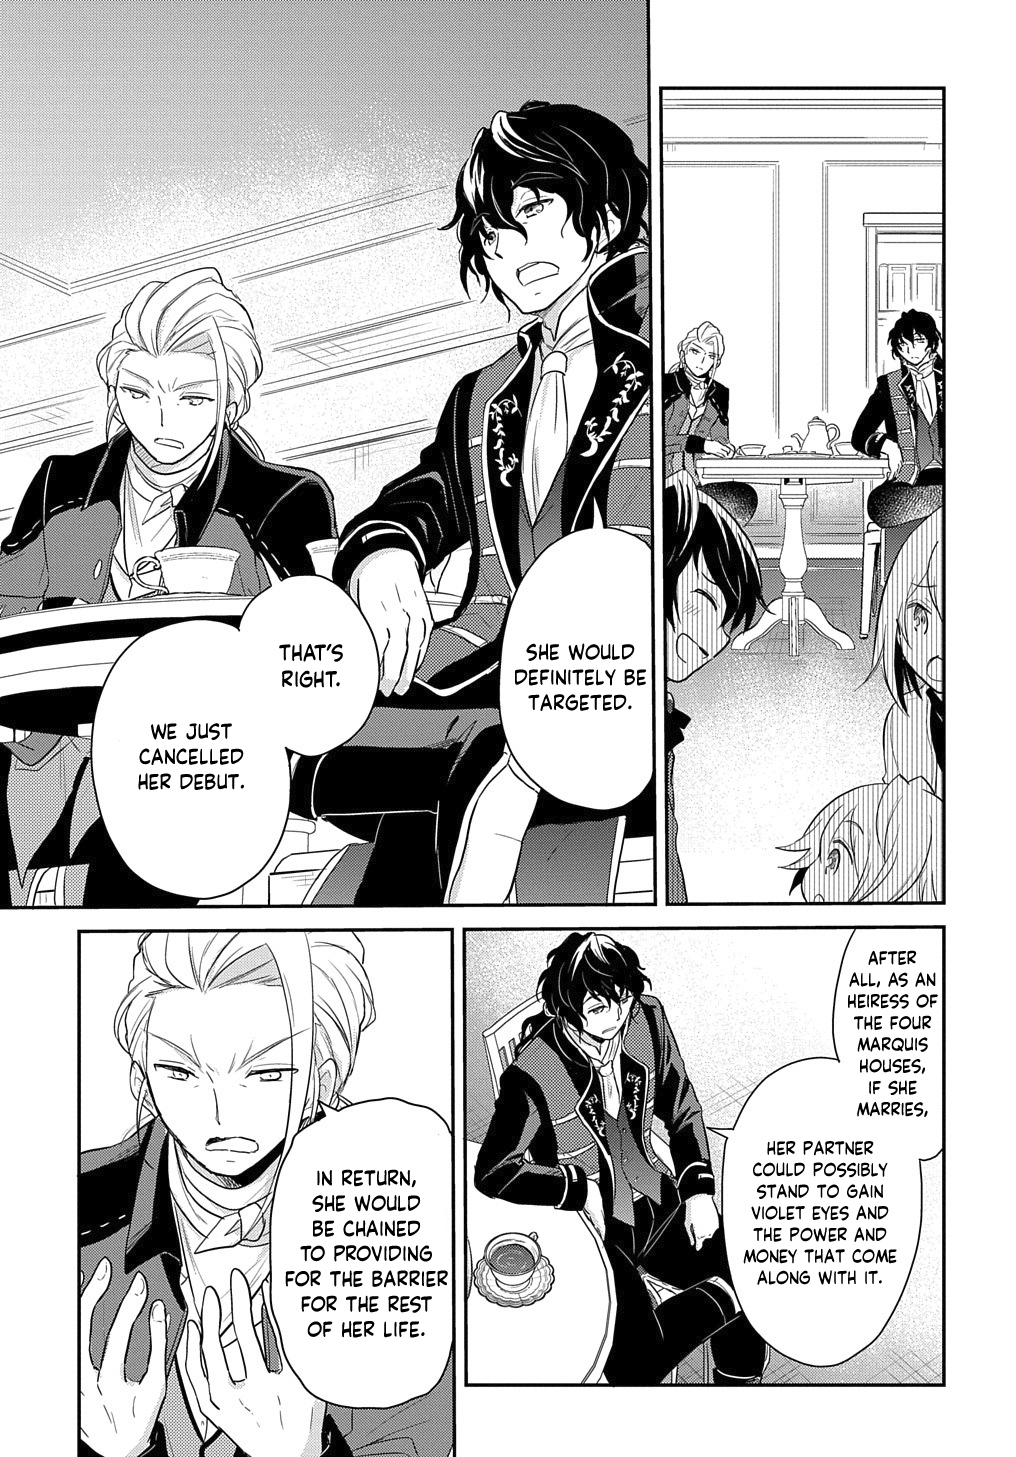 SHE WOULD
DEFINITELY BE
TARGETED.
THAT'S
RIGHT.
WE JUST
CANCELLED
HER DEBUT.
AFTER
ALL, AS AN
HEIRESS OF
THE FOUR
MARQUIS
HOUSES,
IF SHE
MARRIES,
HER PARTNER
COULD POSSIBLY
STAND TO GAIN
VIOLET EYES AND
THE POWER AND
MONEY THAT COME
ALONG WITH IT.
IN RETURN,
SHE WOULD
BE CHAINED
TO PROVIDING
FOR THE BARRIER
FOR THE REST
OF HER LIFE.